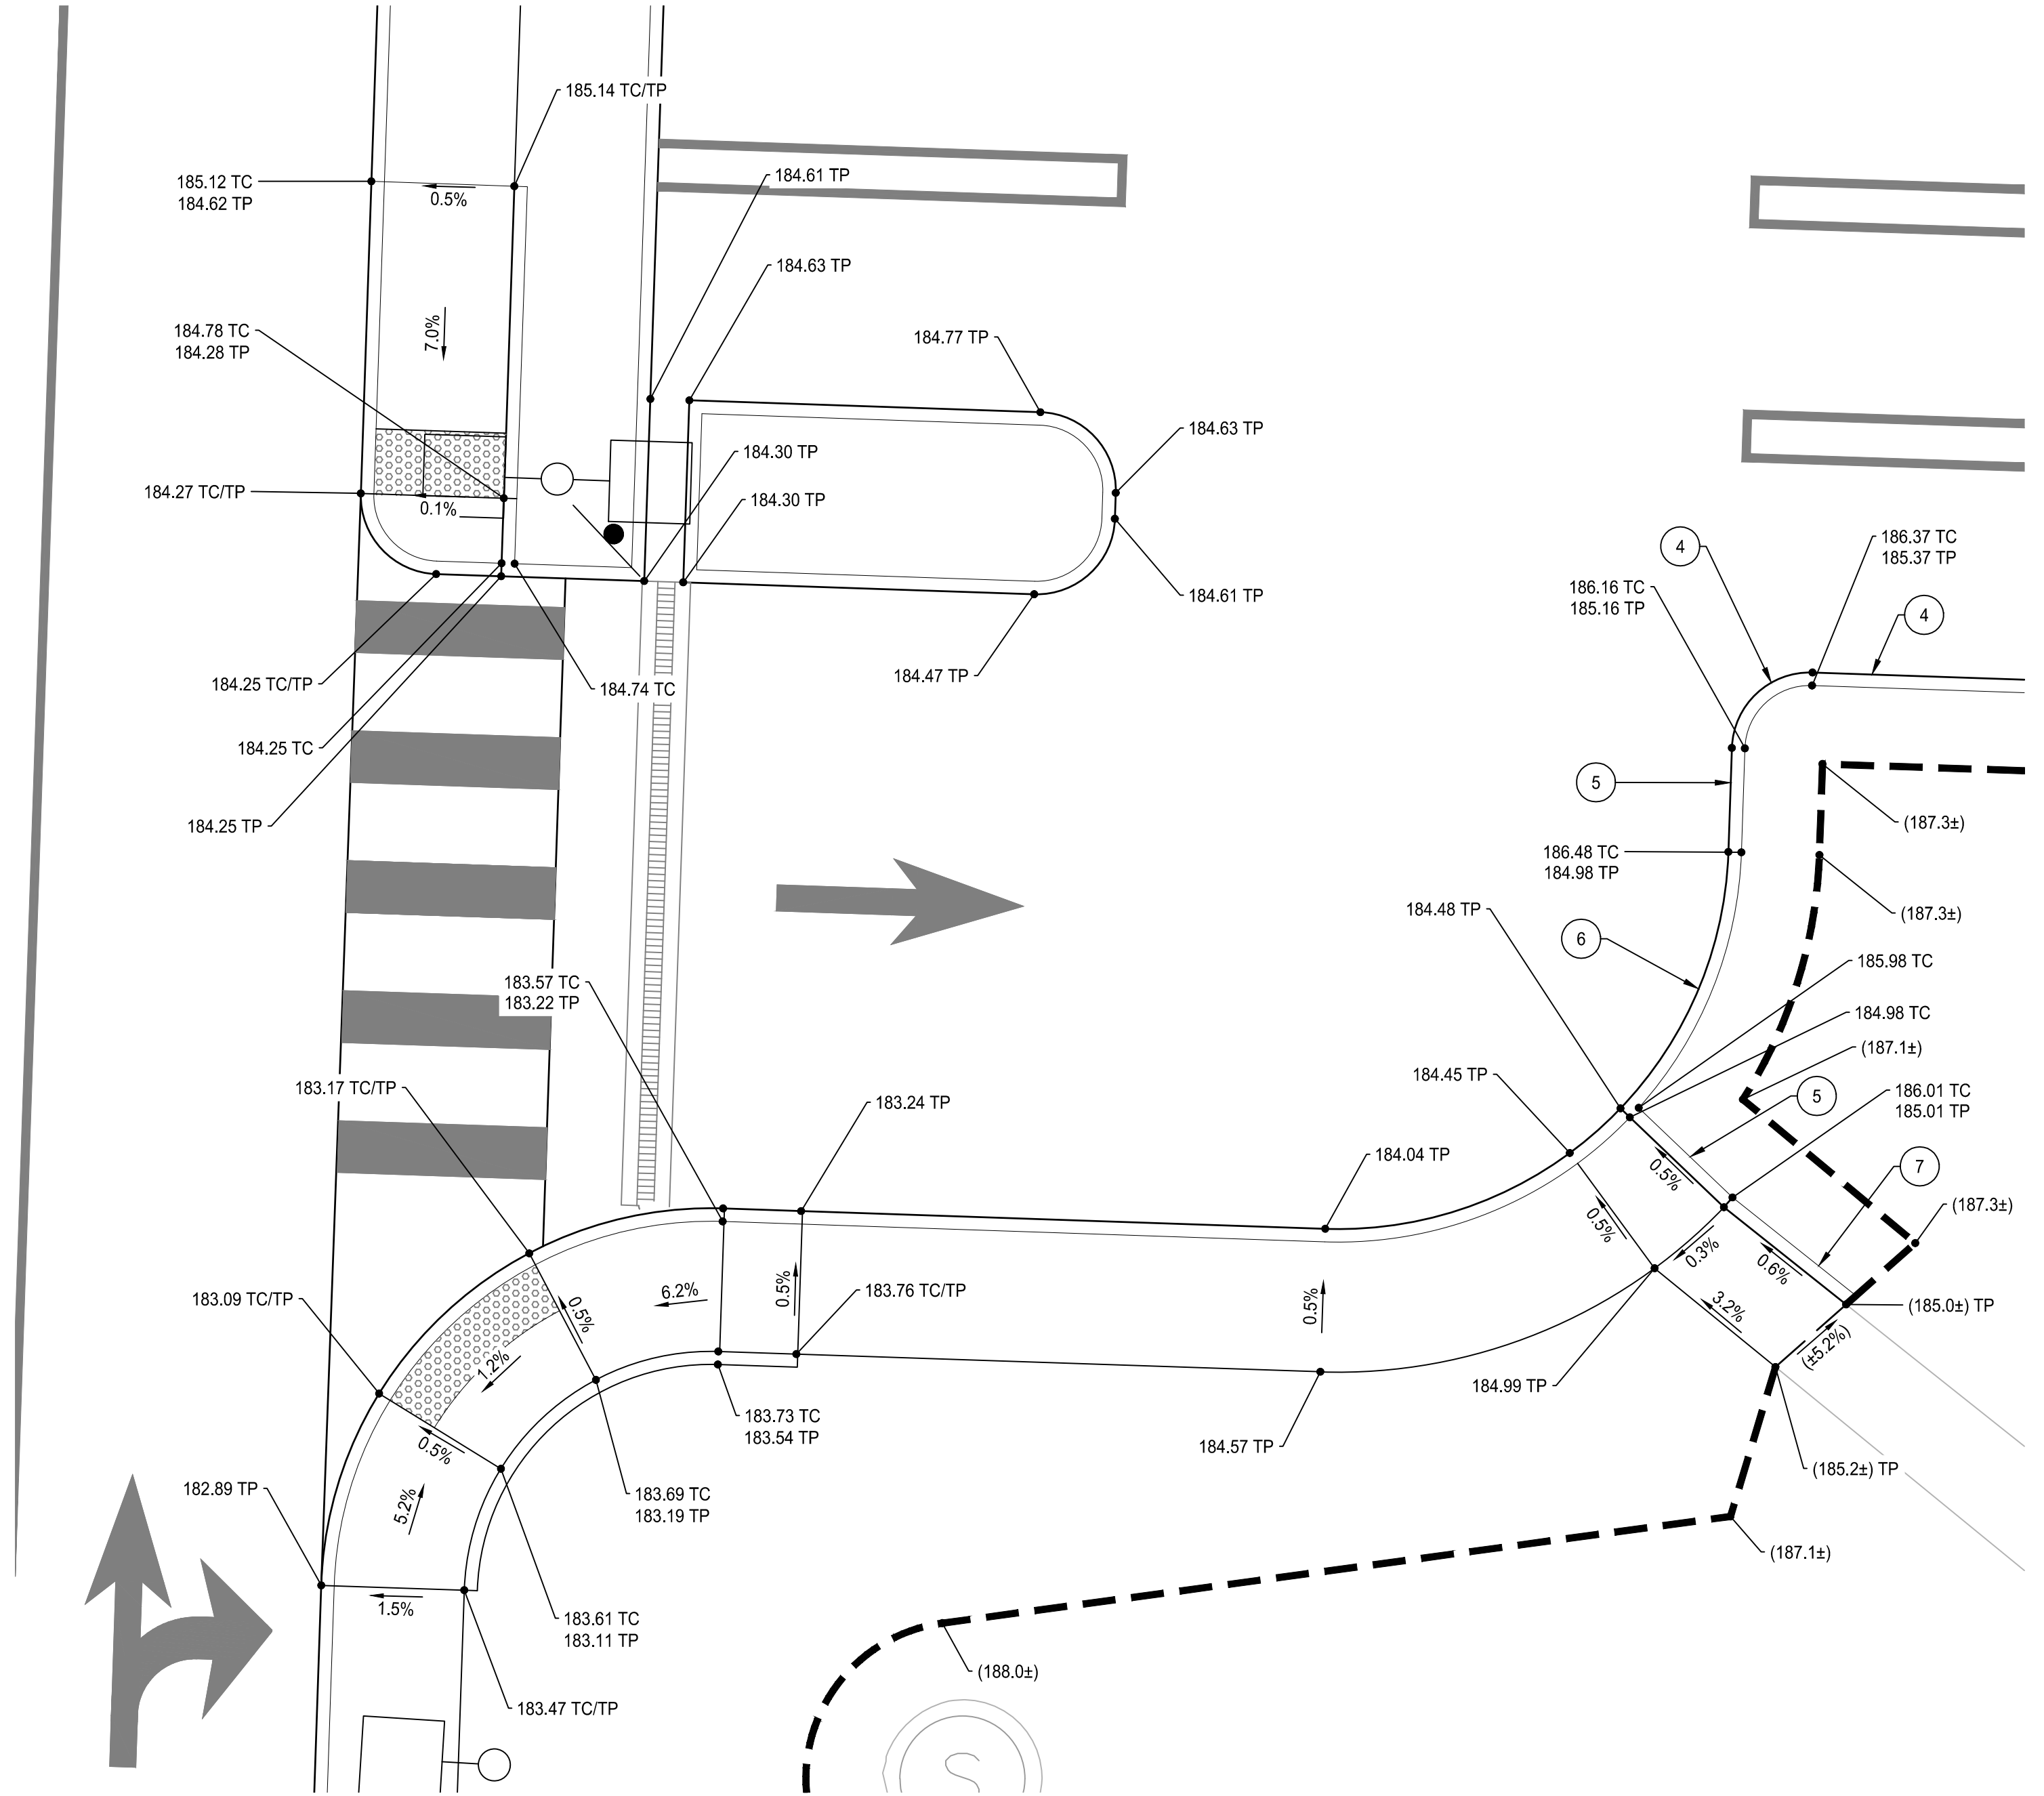 185.14 TC/TP
185.12 TC
184.62 TP
0.5%
184.61 TP
184.63 TP
7.0%
184.78 TC
184.28 TP
184.77 TP
184.63 TP
184.30 TP
184.27 TC/TP
0.1%
184.30 TP
184.61 TP
4
186.37 TC
185.37 TP
186.16 TC
185.16 TP
4
184.47 TP
184.25 TC/TP
184.74 TC
184.25 TC
184.25 TP
5
(187.3±)
186.48 TC
184.98 TP
184.48 TP
(187.3±)
6
185.98 TC
183.57 TC
183.22 TP
184.98 TC
(187.1±)
184.45 TP
5
186.01 TC
185.01 TP
183.17 TC/TP
183.24 TP
184.04 TP
7
0.5%
(187.3±)
0.5%
0.3%
0.6%
183.09 TC/TP
0.5%
6.2%
0.5%
183.76 TC/TP
0.5%
3.2%
(185.0±) TP
(±5.2%)
1.2%
184.99 TP
183.73 TC
183.54 TP
0.5%
184.57 TP
(185.2±) TP
182.89 TP
5.2%
183.69 TC
183.19 TP
(187.1±)
1.5%
183.61 TC
183.11 TP
(188.0±)
183.47 TC/TP
S